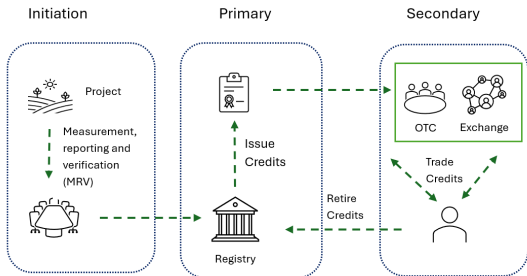 Initiation
Primary
Secondary
Project
Measurement,
reporting and
verification
(MRV)
Issue
Credits
Registry
OTC
Exchange
Trade
Credits
Retire
Credits